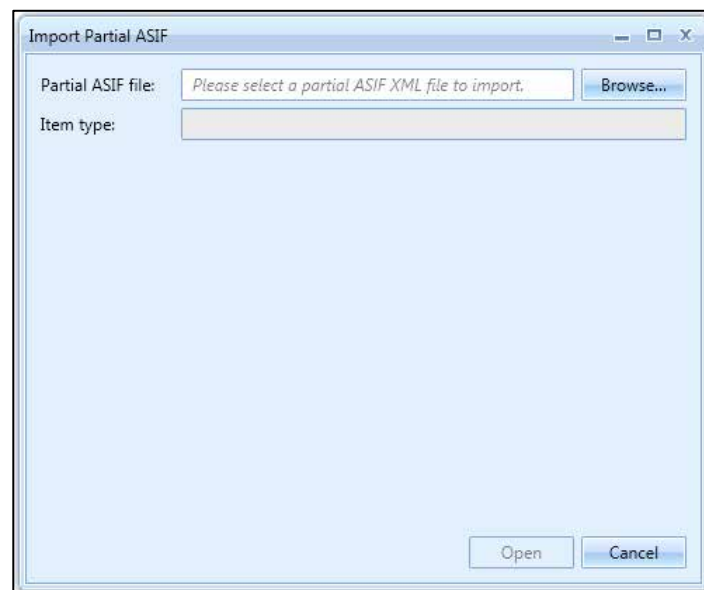 Import Partial ASIF
Partial ASIF file: Please select a partial ASIF XML file to import. Browse...
Item type:
Open Cancel